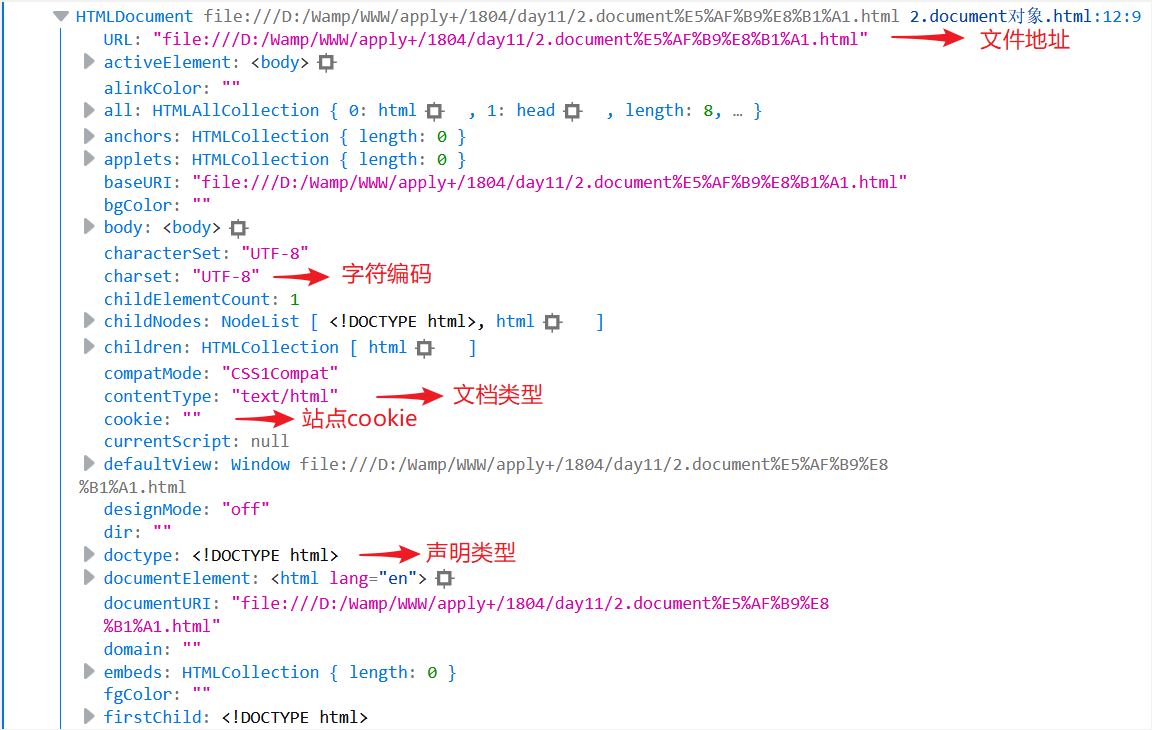 HTMLDocument file:///D:/Wamp/WWW/apply+/1804/day11/2.document%E5%AF%B9%E8%B1%A1.html 2.document对象.html:12:9
URL: "file:///D:/Wamp/WWW/apply+/1804/day11/2.document%E5%AF%B9%E8%B1%A1.html" 文件地址
activeElement: <body>
alinkColor: ""
all: HTMLAllCollection { 0: html , 1: head , length: 8, … }
anchors: HTMLCollection { length: 0 }
applets: HTMLCollection { length: 0 }
baseURI: "file:///D:/Wamp/WWW/apply+/1804/day11/2.document%E5%AF%B9%E8%B1%A1.html"
bgColor: ""
body: <body>
characterSet: "UTF-8"
charset: "UTF-8" 字符编码
childElementCount: 1
childNodes: NodeList [ <!DOCTYPE html>, html ]
children: HTMLCollection [ html ]
compatMode: "CSS1Compat"
contentType: "text/html" 文档类型
cookie: "" 站点cookie
currentScript: null
defaultView: Window file:///D:/Wamp/WWW/apply+/1804/day11/2.document%E5%AF%B9%E8
%B1%A1.html
designMode: "off"
dir: ""
doctype: <!DOCTYPE html> 声明类型
documentElement: <html lang="en">
documentURI: "file:///D:/Wamp/WWW/apply+/1804/day11/2.document%E5%AF%B9%E8
%B1%A1.html"
domain: ""
embeds: HTMLCollection { length: 0 }
fgColor: ""
firstChild: <!DOCTYPE html>